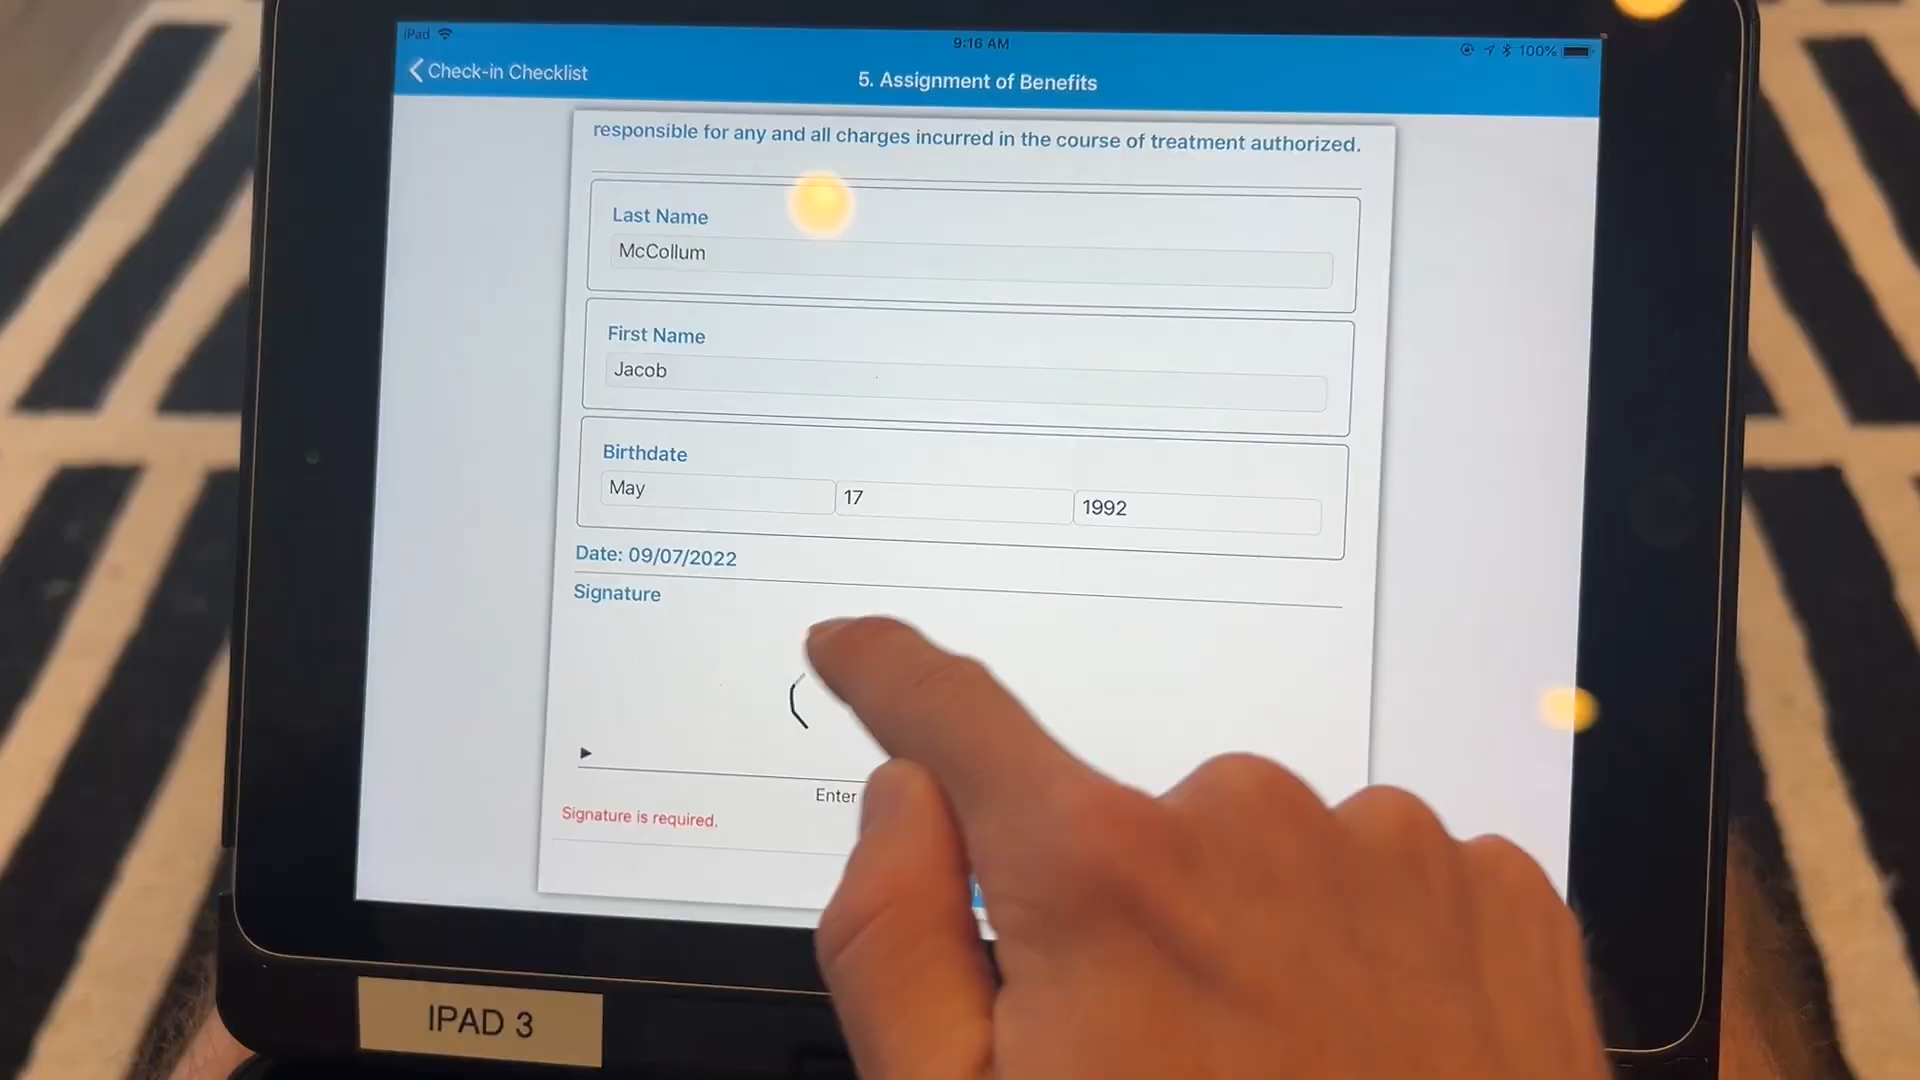 iPad
9:16 AM
100%
Check-in Checklist
5. Assignment of Benefits
responsible for any and all charges incurred in the course of treatment authorized.
Last Name
McCollum
First Name
Jacob
Birthdate
May 17 1992
Date: 09/07/2022
Signature
Enter
Signature is required.
IPAD 3